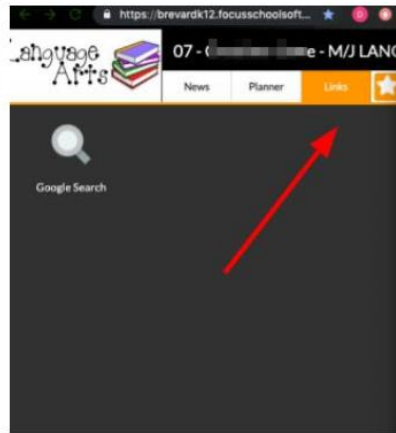 https://brevardk12.focusschoolsoft...
Language
Arts
07 - e - M/J LANG
News Planner Links
Google Search